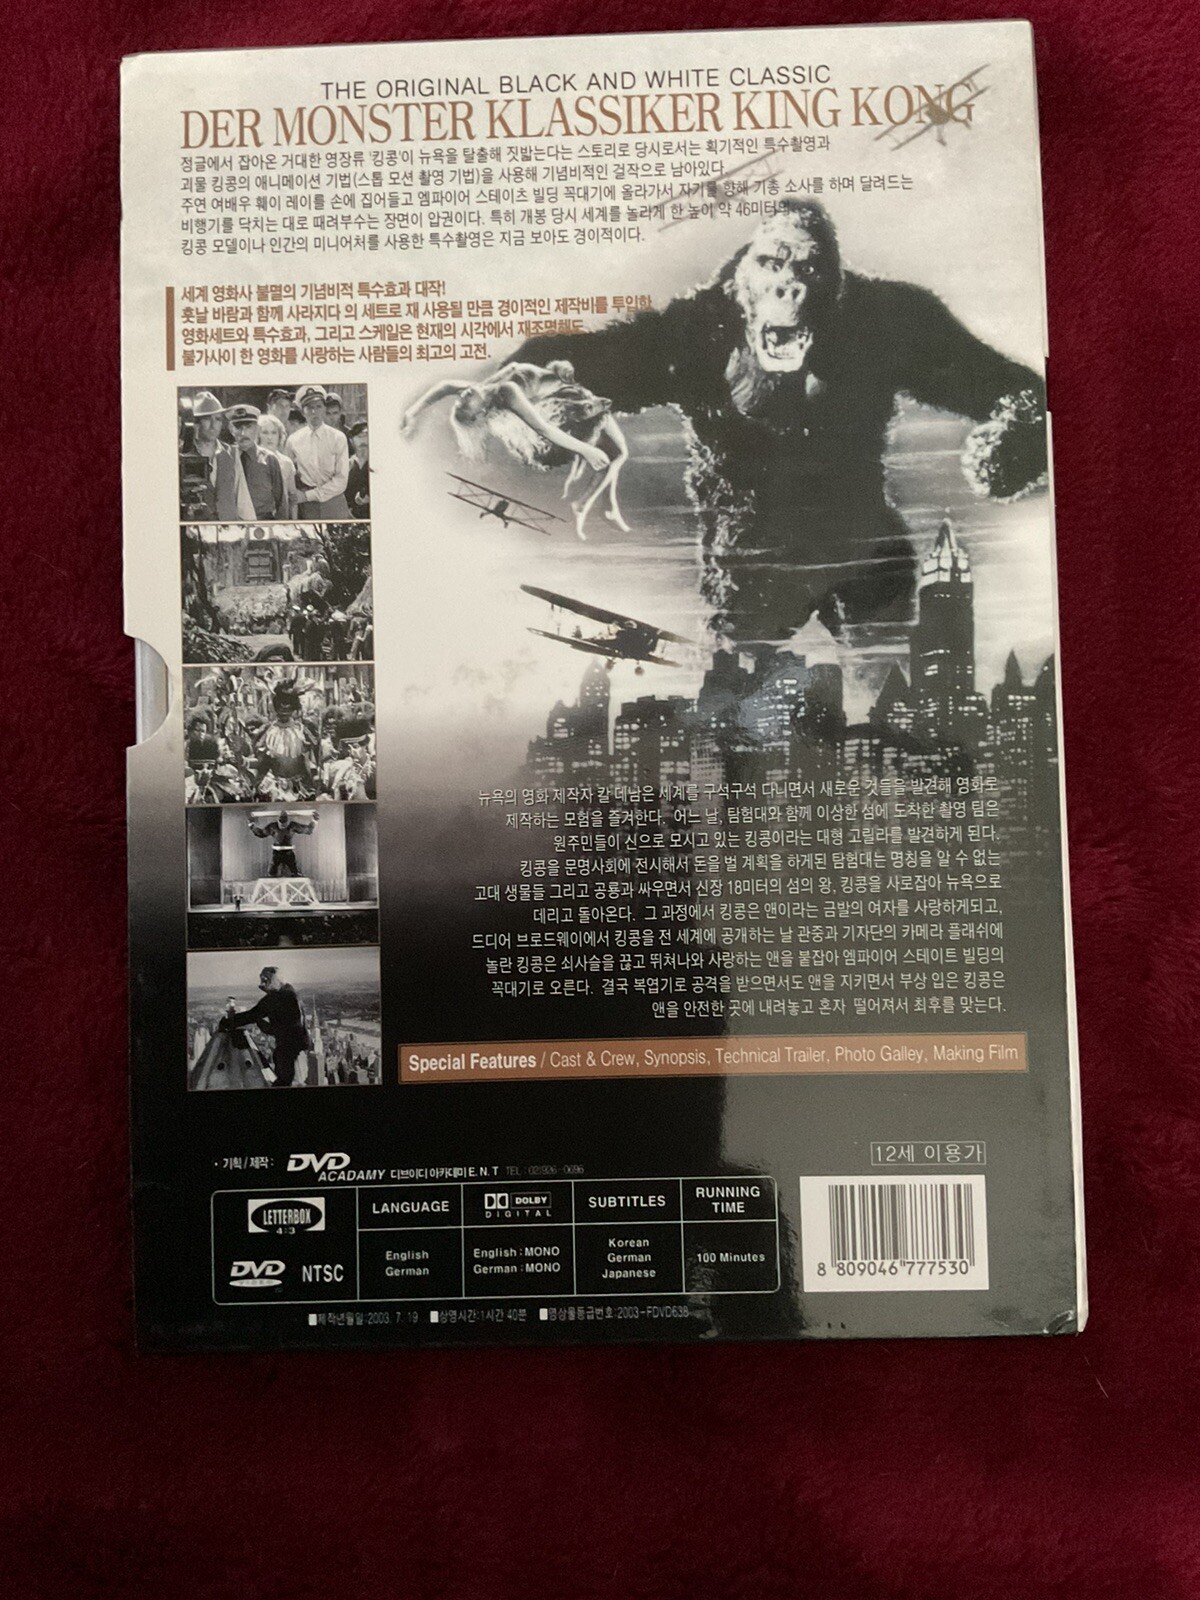 THE ORIGINAL BLACK AND WHITE CLASSIC
DER MONSTER KLASSIKER KING KONG
정글에서 잡아온 거대한 영장류 '킹콩'이 뉴욕을 탈출해 짓밟는다는 스토리로 당시로서는 획기적인 특수촬영과
괴물 킹콩의 애니메이션 기법(스톱 모션 촬영 기법)을 사용해 기념비적인 걸작으로 남아있다.
주연 여배우 훼이 레이를 손에 집어들고 엠파이어 스테이츠 빌딩 꼭대기에 올라가서 자기를 향해 기총 소사를 하며 달려드는
비행기를 닥치는 대로 때려부수는 장면이 압권이다. 특히 개봉 당시 세계를 놀라게 한 높이 약 46미터의
킹콩 모델이나 인간의 미니어처를 사용한 특수촬영은 지금 보아도 경이적이다.
세계 영화사 불멸의 기념비적 특수효과 대작!
훗날 바람과 함께 사라지다 의 세트로 재 사용될 만큼 경이적인 제작비를 투입한
영화세트와 특수효과, 그리고 스케일은 현재의 시각에서 재조명해도
불가사이 한 영화를 사랑하는 사람들의 최고의 고전.
뉴욕의 영화 제작자 칼 데남은 세계를 구석구석 다니면서 새로운 것들을 발견해 영화로
제작하는 모험을 즐겨한다. 어느 날, 탐험대와 함께 이상한 섬에 도착한 촬영 팀은
원주민들이 신으로 모시고 있는 킹콩이라는 대형 고릴라를 발견하게 된다.
킹콩을 문명사회에 전시해서 돈을 벌 계획을 하게된 탐험대는 명칭을 알 수 없는
고대 생물들 그리고 공룡과 싸우면서 신장 18미터의 섬의 왕, 킹콩을 사로잡아 뉴욕으로
데리고 돌아온다. 그 과정에서 킹콩은 앤이라는 금발의 여자를 사랑하게되고,
드디어 브로드웨이에서 킹콩을 전 세계에 공개하는 날 관중과 기자단의 카메라 플래쉬에
놀란 킹콩은 쇠사슬을 끊고 뛰쳐나와 사랑하는 앤을 붙잡아 엠파이어 스테이트 빌딩의
꼭대기로 오른다. 결국 복엽기로 공격을 받으면서도 앤을 지키면서 부상 입은 킹콩은
앤을 안전한 곳에 내려놓고 혼자 떨어져서 최후를 맞는다.
Special Features / Cast & Crew, Synopsis, Technical Trailer, Photo Galley, Making Film
12세 이용가
· 기획/제작 : DVD ACADAMY 디브이디 아카데미 E. N. T TEL : 02)926-0696
LETTERBOX
4:3
DVD
VIDEO
NTSC
LANGUAGE
English
German
DOLBY
DIGITAL
English : MONO
German : MONO
SUBTITLES
Korean
German
Japanese
RUNNING
TIME
100 Minutes
8 809046 777530
■제작년월일:2003. 7. 19 ■상영시간:1시간 40분 ■영상물등급번호:2003-FDVD638